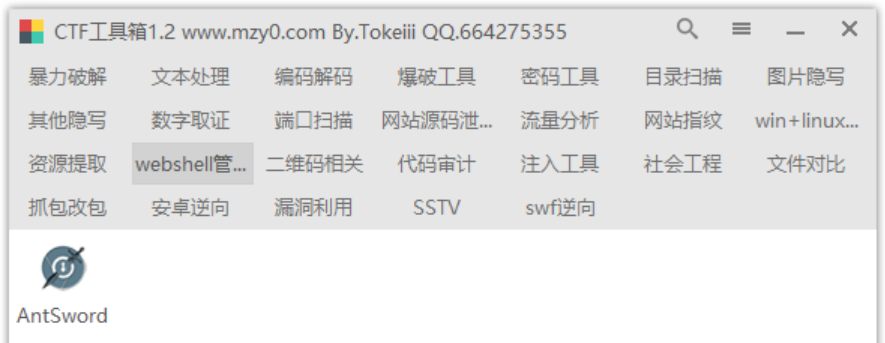 CTF工具箱1.2 www.mzy0.com By.Tokeiii QQ.664275355
暴力破解 文本处理 编码解码 爆破工具 密码工具 目录扫描 图片隐写
其他隐写 数字取证 端口扫描 网站源码泄... 流量分析 网站指纹 win+linux...
资源提取 webshell管... 二维码相关 代码审计 注入工具 社会工程 文件对比
抓包改包 安卓逆向 漏洞利用 SSTV swf逆向
AntSword